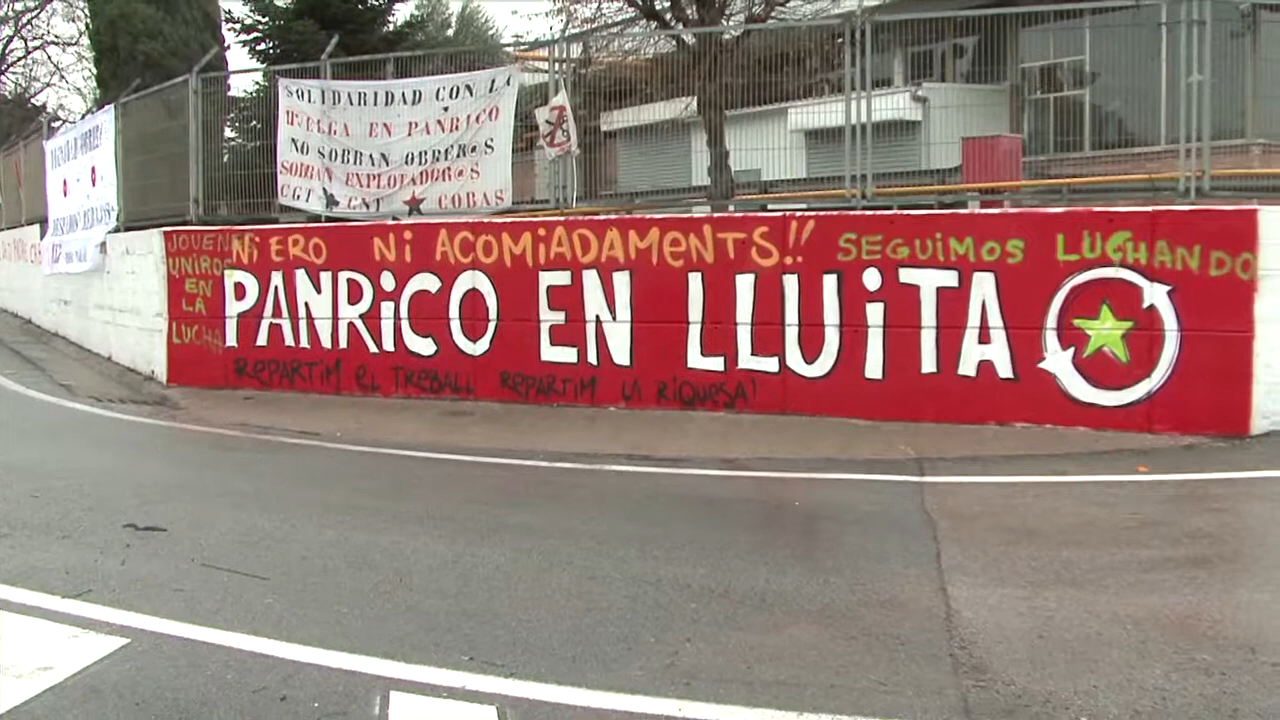 SOLIDARIDAD CON LA
HUELGA EN PANRICO
NO SOBRAN OBRER@S
SOBRAN EXPLOTADOR@S
CGT CNT COBAS
JOVENES
UNIROS
EN
LA
LUCHA
Ni ERO Ni ACOMiADAMeNTS!! SEGUiMOS LUCHANDO
PANRiCO EN LLUiTA
REPARTiM eL TREBALL REPARTiM LA RiQUeSA!